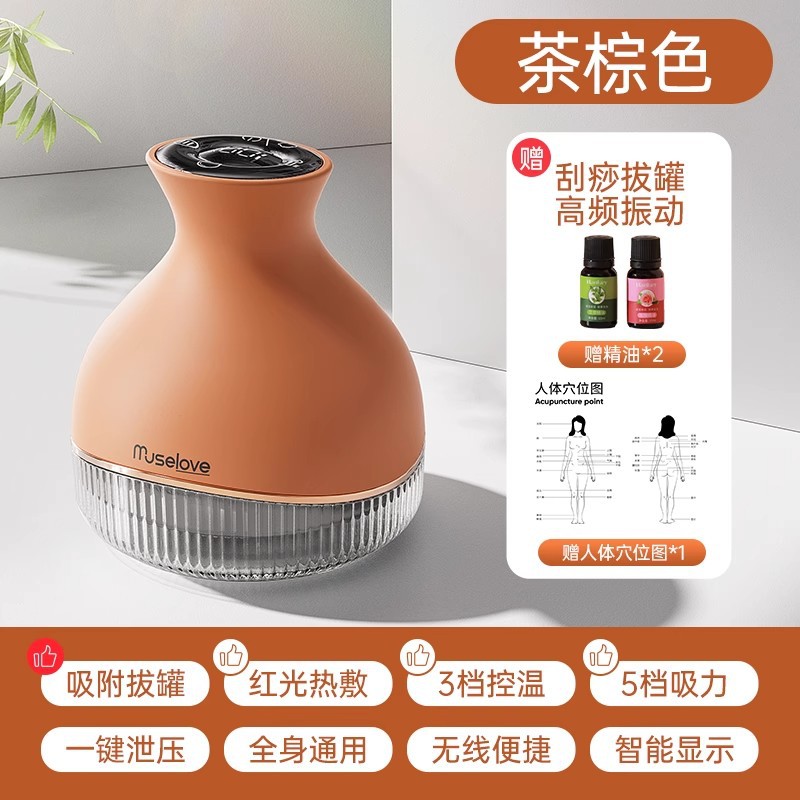 茶棕色
赠
刮痧拔罐
高频振动
赠精油*2
人体穴位图
Acupuncture point
赠人体穴位图*1
muselove
吸附拔罐
红光热敷
3档控温
5档吸力
一键泄压
全身通用
无线便捷
智能显示